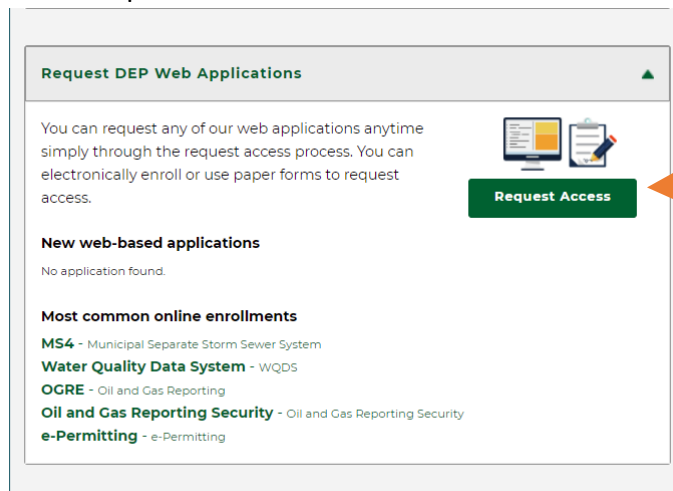 Request DEP Web Applications
You can request any of our web applications anytime
simply through the request access process. You can
electronically enroll or use paper forms to request
access.
Request Access
New web-based applications
No application found.
Most common online enrollments
MS4 - Municipal Separate Storm Sewer System
Water Quality Data System - WQDS
OGRE - Oil and Gas Reporting
Oil and Gas Reporting Security - Oil and Gas Reporting Security
e-Permitting - e-Permitting